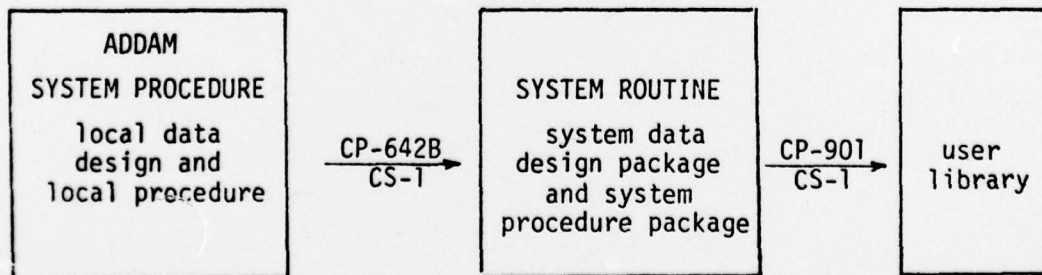 ADDAM
SYSTEM PROCEDURE
local data
design and
local procedure
CP-642B
CS-1
SYSTEM ROUTINE
system data
design package
and system
procedure package
CP-901
CS-1
user
library